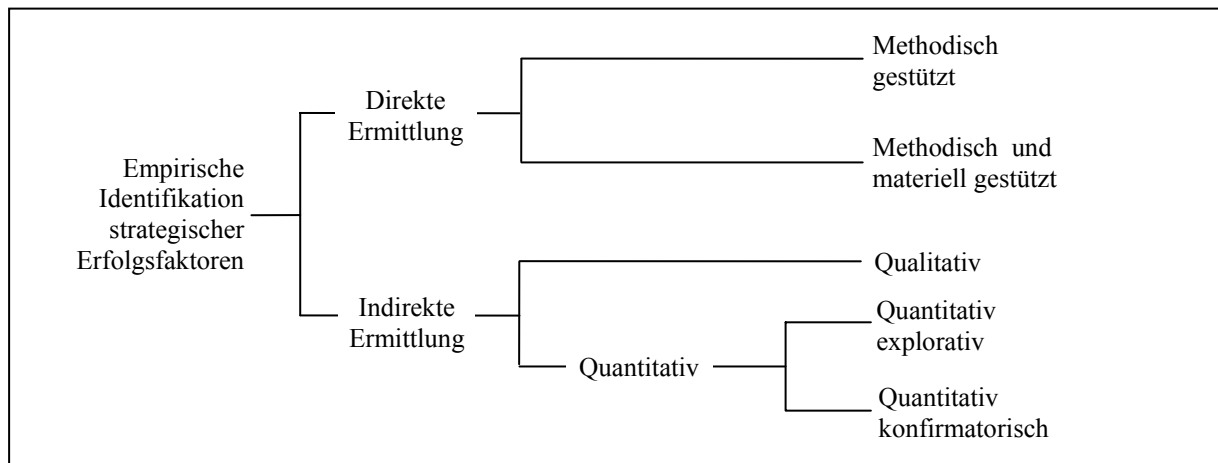 Empirische
Identifikation
strategischer
Erfolgsfaktoren
Direkte
Ermittlung
Methodisch
gestützt
Methodisch und
materiell gestützt
Indirekte
Ermittlung
Qualitativ
Quantitativ
Quantitativ
explorativ
Quantitativ
konfirmatorisch